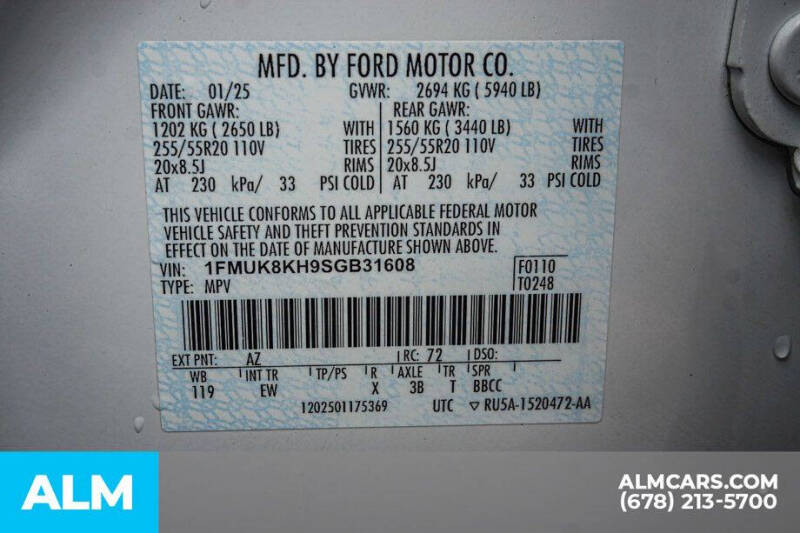 MFD. BY FORD MOTOR CO.
DATE: 01/25 GVWR: 2694 KG ( 5940 LB)
FRONT GAWR: REAR GAWR:
1202 KG ( 2650 LB) WITH 1560 KG ( 3440 LB) WITH
255/55R20 110V TIRES 255/55R20 110V TIRES
20x8.5J RIMS 20x8.5J RIMS
AT 230 kPa/ 33 PSI COLD AT 230 kPa/ 33 PSI COLD
THIS VEHICLE CONFORMS TO ALL APPLICABLE FEDERAL MOTOR
VEHICLE SAFETY AND THEFT PREVENTION STANDARDS IN
EFFECT ON THE DATE OF MANUFACTURE SHOWN ABOVE.
VIN: 1FMUK8KH9SGB31608 F0110
TYPE: MPV T0248
EXT PNT: AZ RC: 72 DSO:
WB INT TR TP/PS R AXLE TR SPR
119 EW X 3B T BBCC
1202501175369 UTC ▽ RU5A-1520472-AA
ALM
ALMCARS.COM
(678) 213-5700